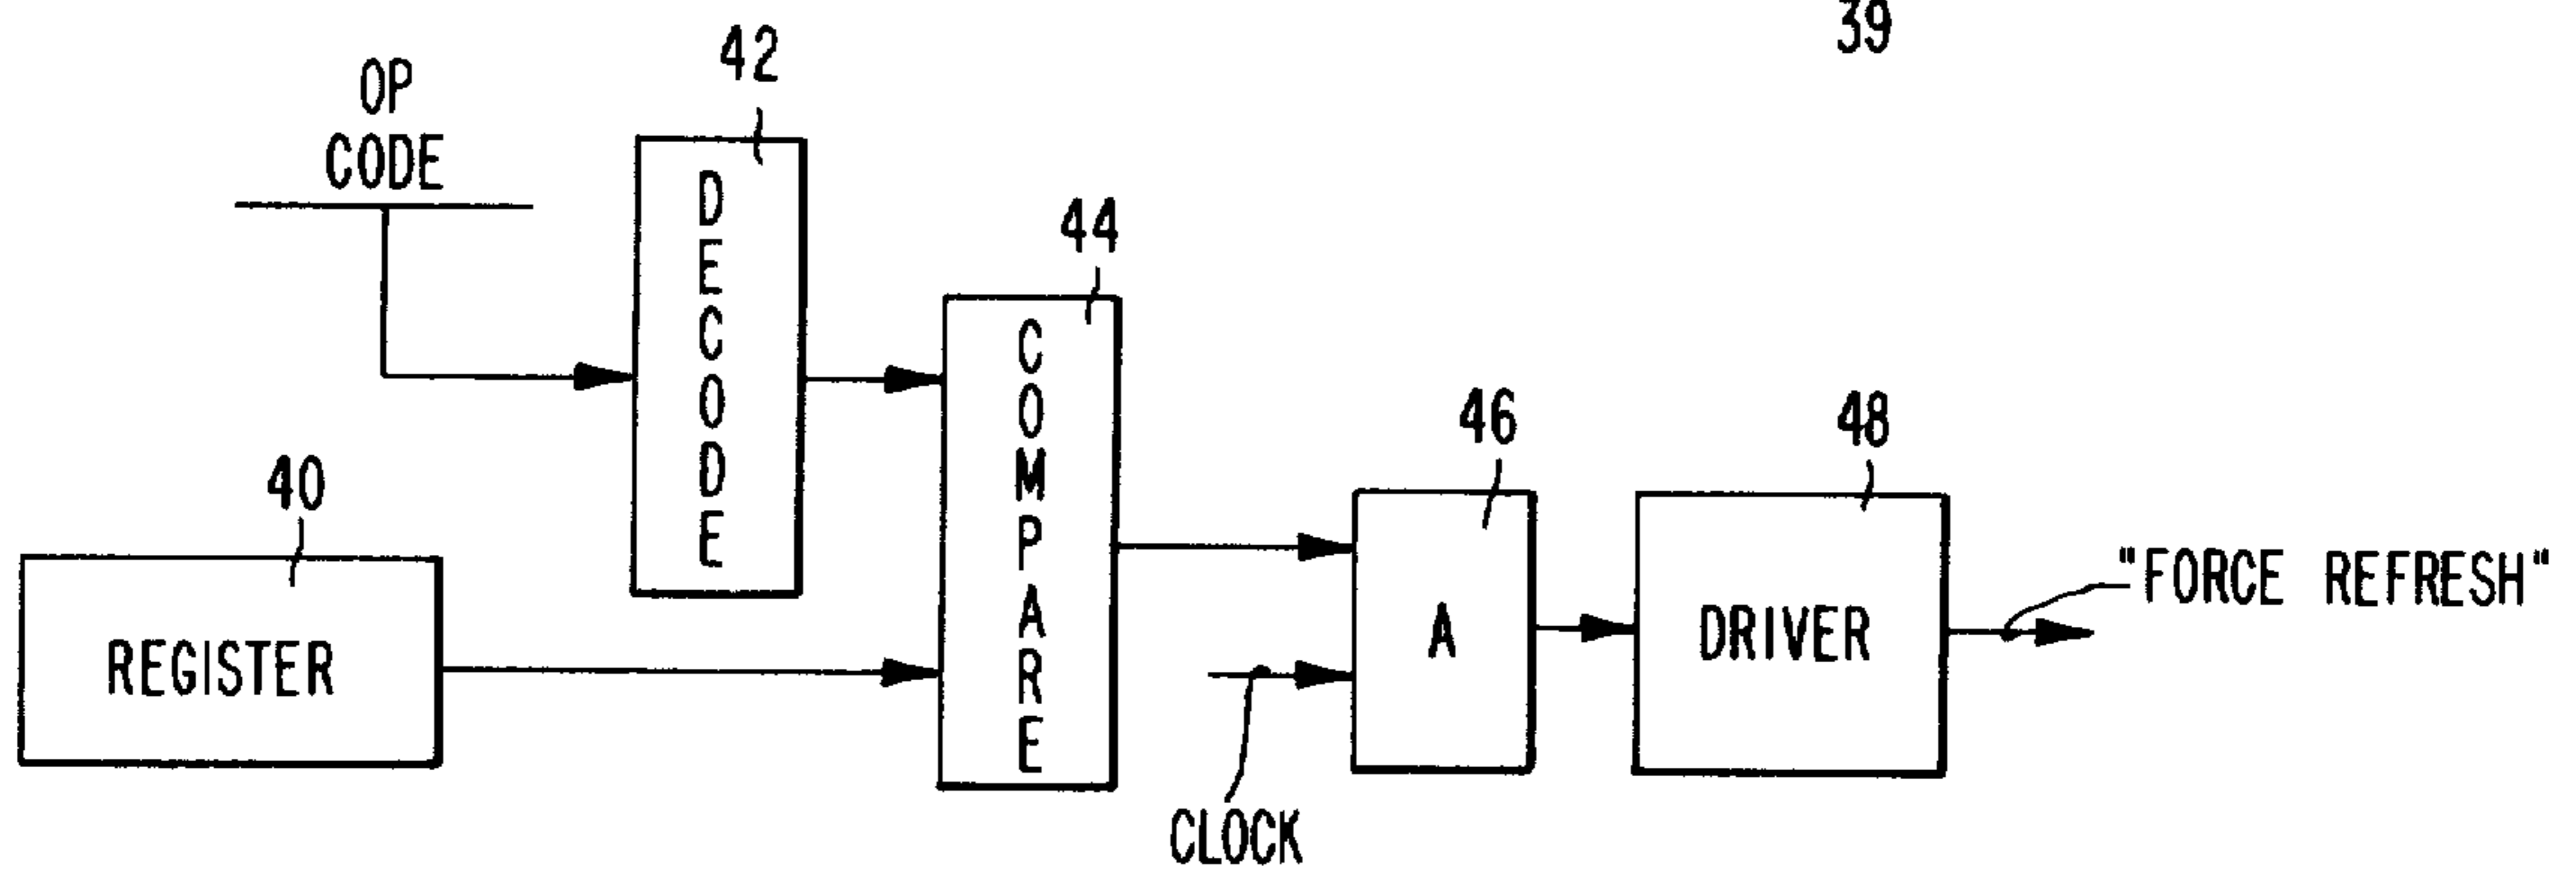 39
42
OP
CODE
DECODE
44
COMPARE
40
REGISTER
46
A
48
DRIVER
"FORCE REFRESH"
CLOCK